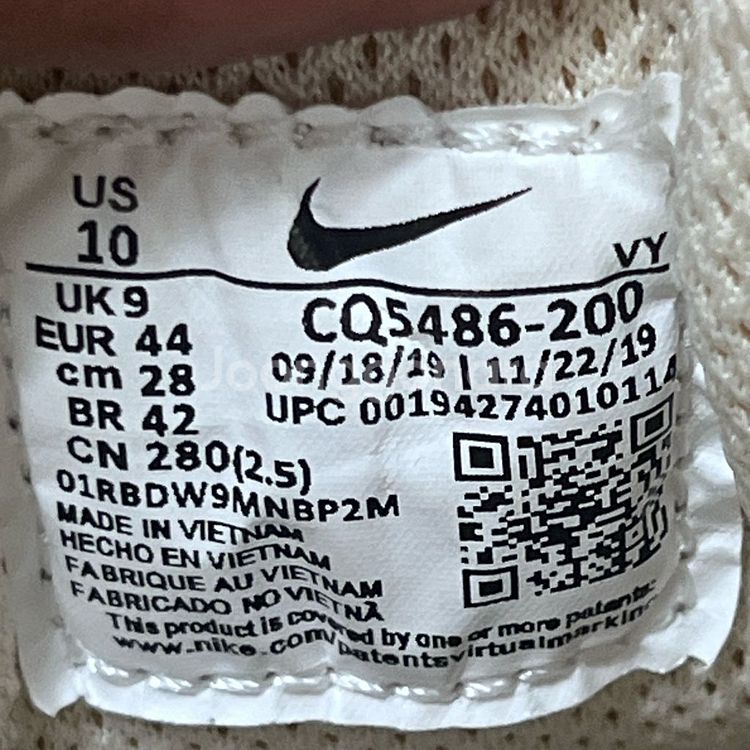 US
10
VY
UK 9
CQ5486-200
EUR 44
09/18/19 | 11/22/19
cm 28
UPC 00194274010114
BR 42
CN 280(2.5)
01RBDW9MNBP2M
MADE IN VIETNAM
HECHO EN VIETNAM
FABRIQUE AU VIETNAM
FABRICADO NO VIETNÃ
This product is covered by one or more patents:
www.nike.com/patentsvirtualmarkin